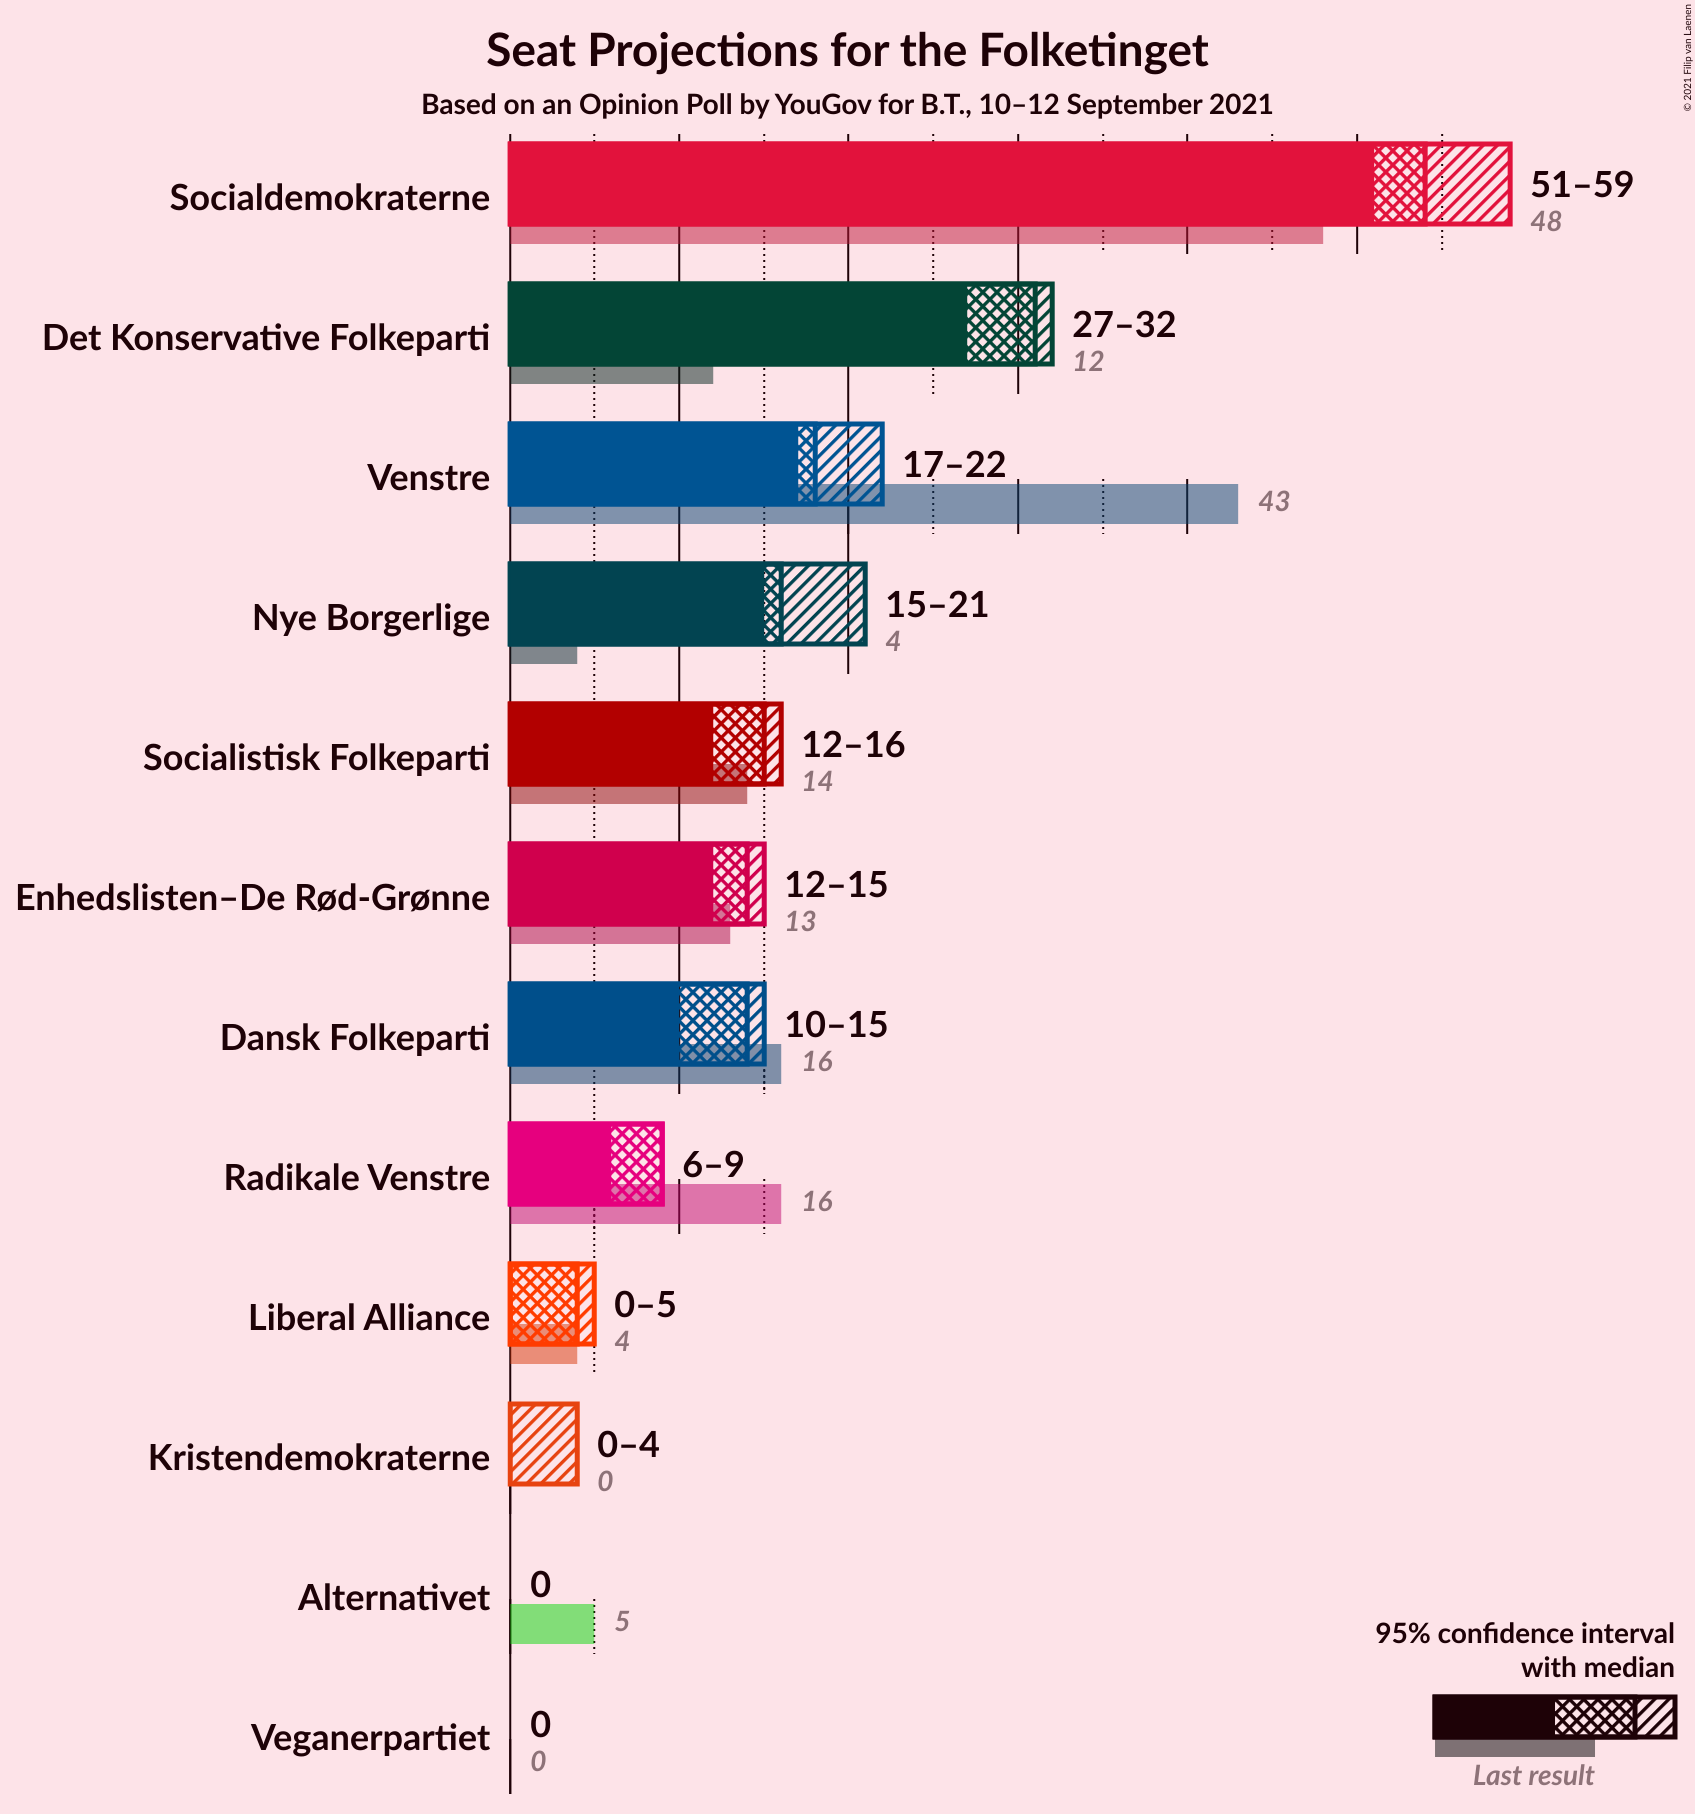 Seat Projections for the Folketinget
Based on an Opinion Poll by YouGov for B.T., 10–12 September 2021
© 2021 Filip van Laenen
Socialdemokraterne
51–59
48
Det Konservative Folkeparti
27–32
12
Venstre
17–22
43
Nye Borgerlige
15–21
4
Socialistisk Folkeparti
12–16
14
Enhedslisten–De Rød-Grønne
12–15
13
Dansk Folkeparti
10–15
16
Radikale Venstre
6–9
16
Liberal Alliance
0–5
4
Kristendemokraterne
0–4
0
Alternativet
0
5
Veganerpartiet
0
0
95% confidence interval
with median
Last result